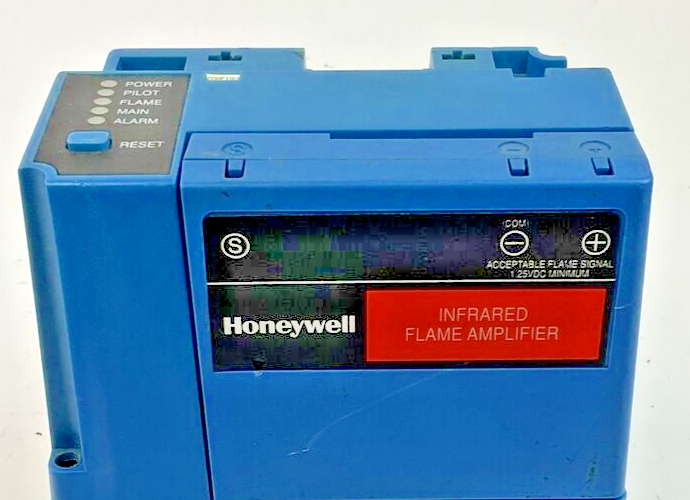 POWER
PILOT
FLAME
MAIN
ALARM
RESET
S
(COM)
−
+
ACCEPTABLE FLAME SIGNAL
1.25VDC MINIMUM
Honeywell
INFRARED
FLAME AMPLIFIER